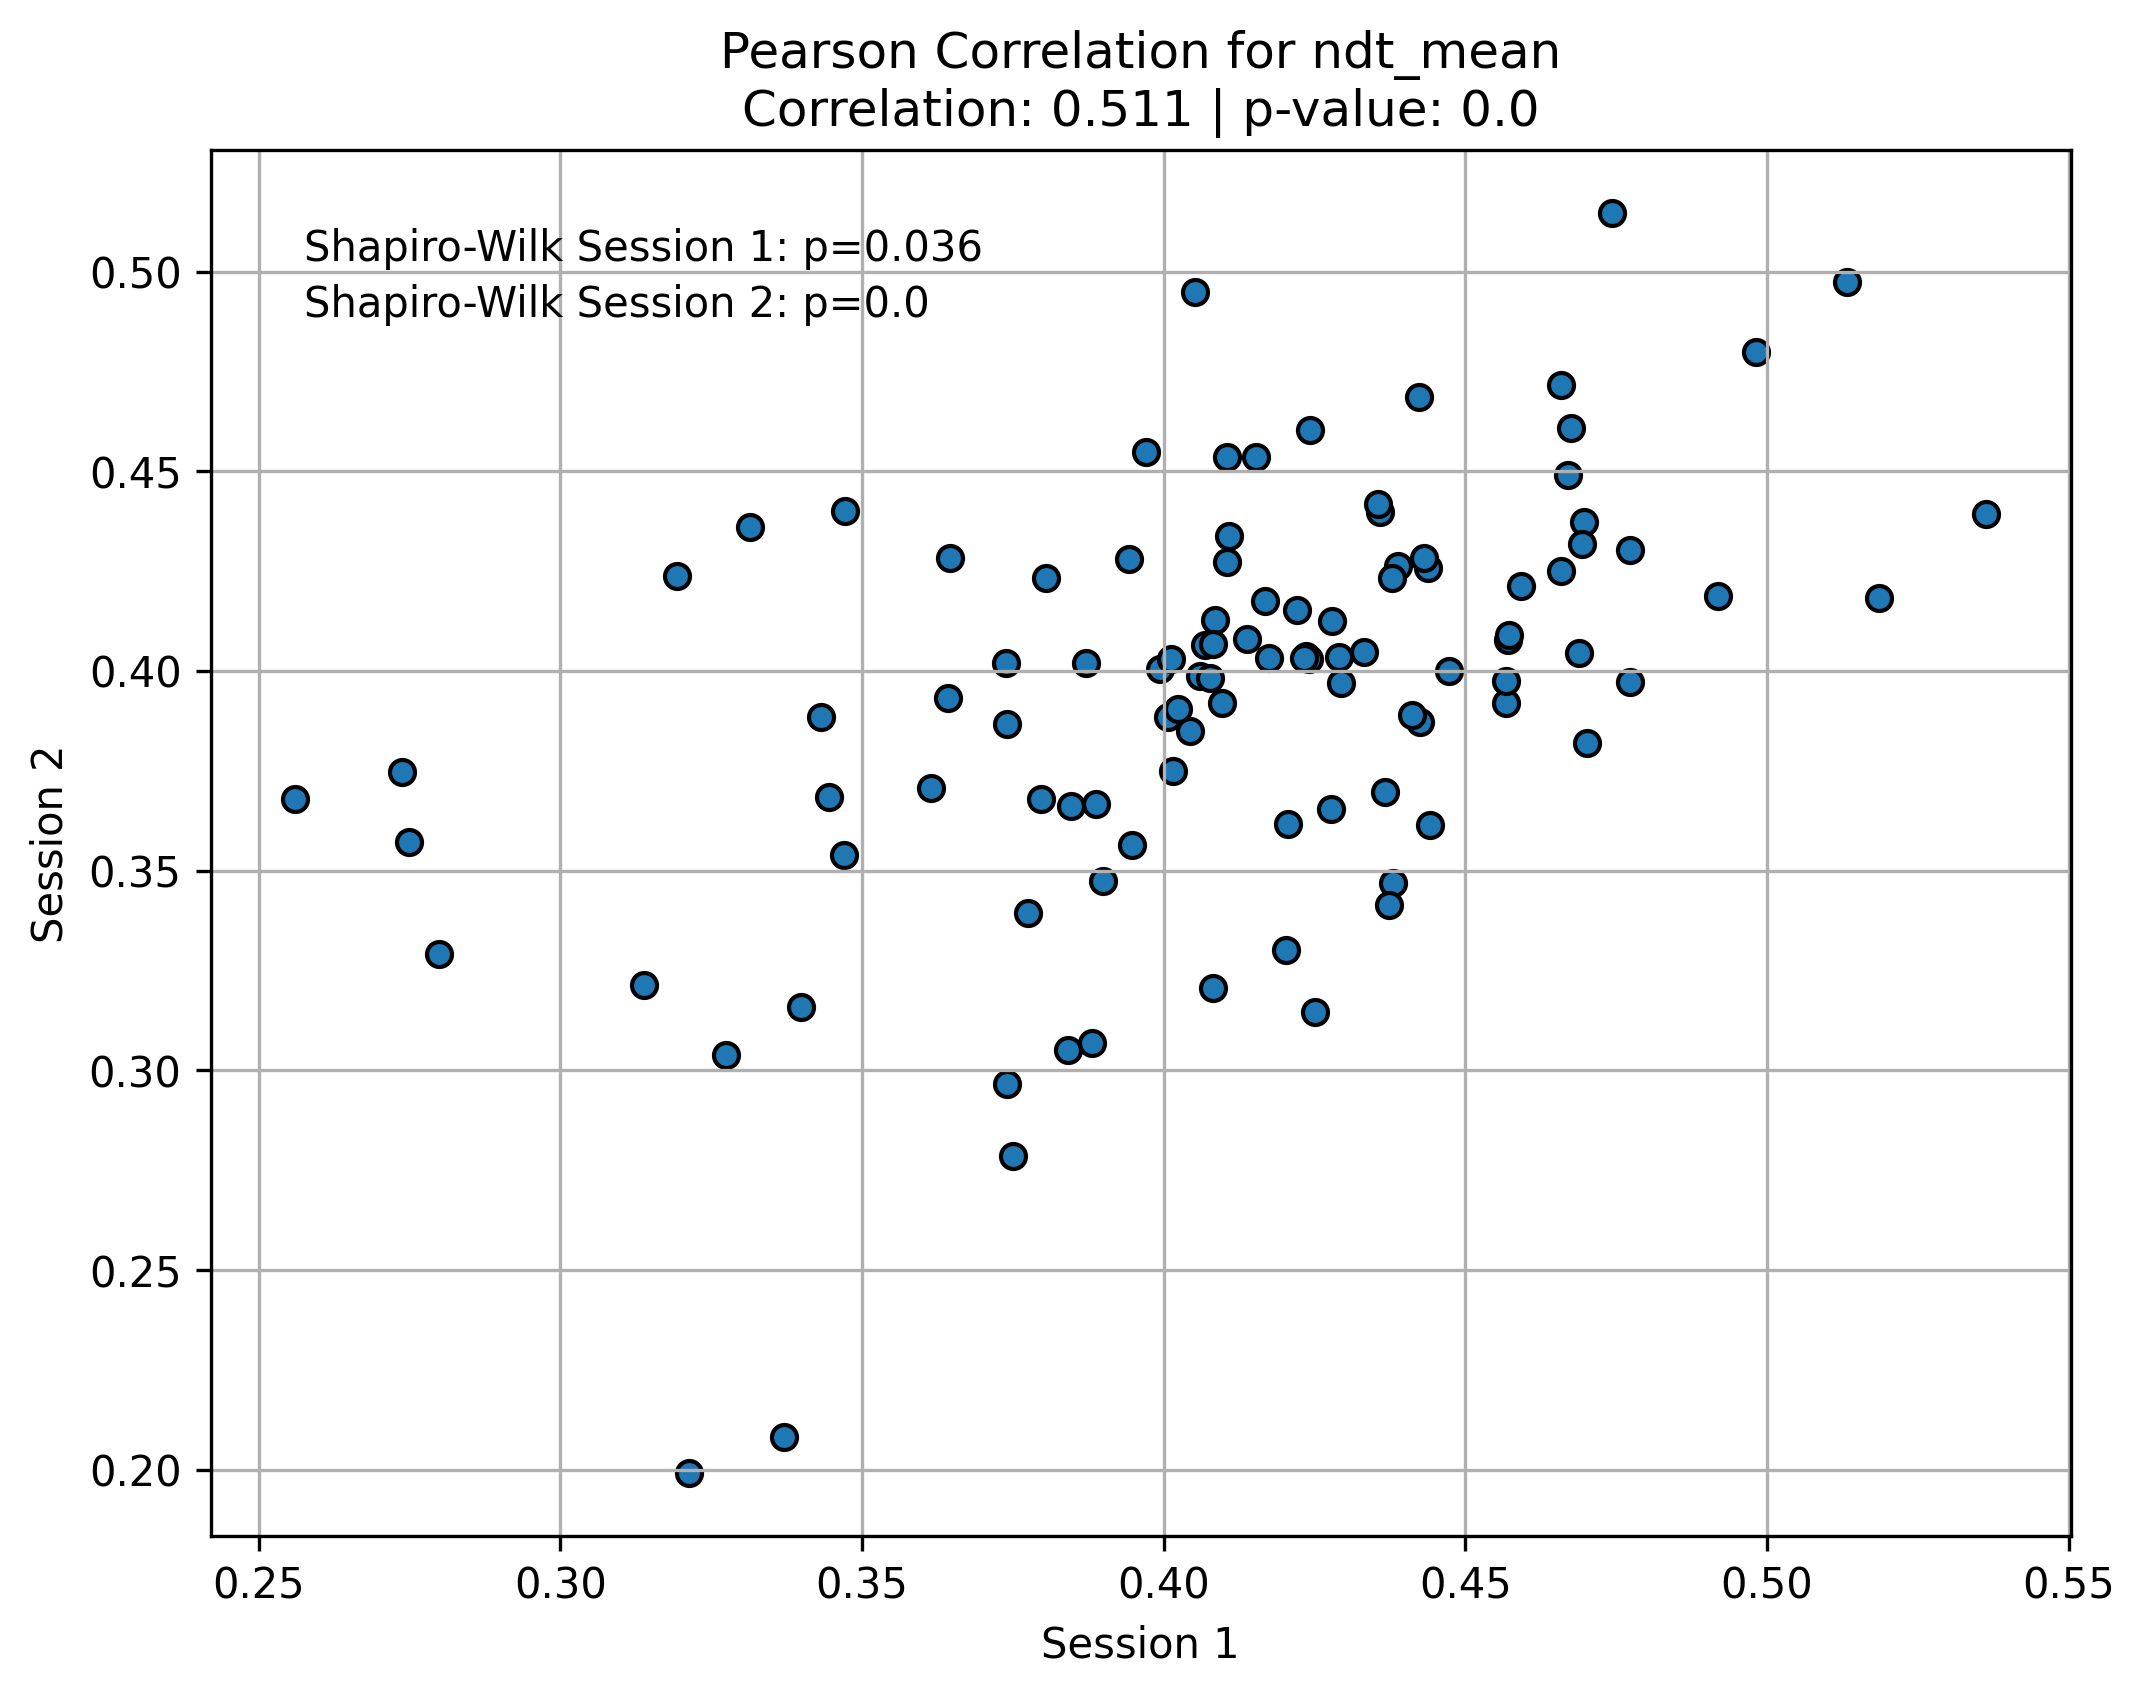 Pearson Correlation for ndt_mean
Correlation: 0.511 | p-value: 0.0
Shapiro-Wilk Session 1: p=0.036
Shapiro-Wilk Session 2: p=0.0
0.50
0.45
0.40
0.35
0.30
0.25
0.20
Session 2
0.25 0.30 0.35 0.40 0.45 0.50 0.55
Session 1